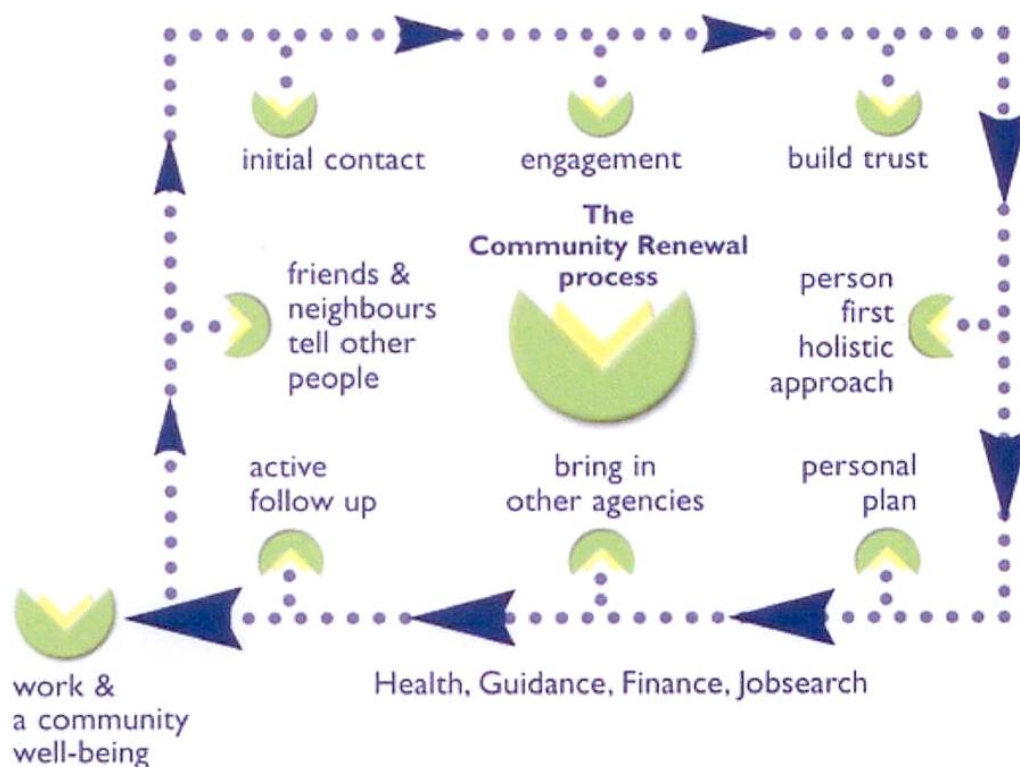 initial contact
engagement
build trust
The
Community Renewal
process
friends &
neighbours
tell other
people
person
first
holistic
approach
active
follow up
bring in
other agencies
personal
plan
work &
a community
well-being
Health, Guidance, Finance, Jobsearch